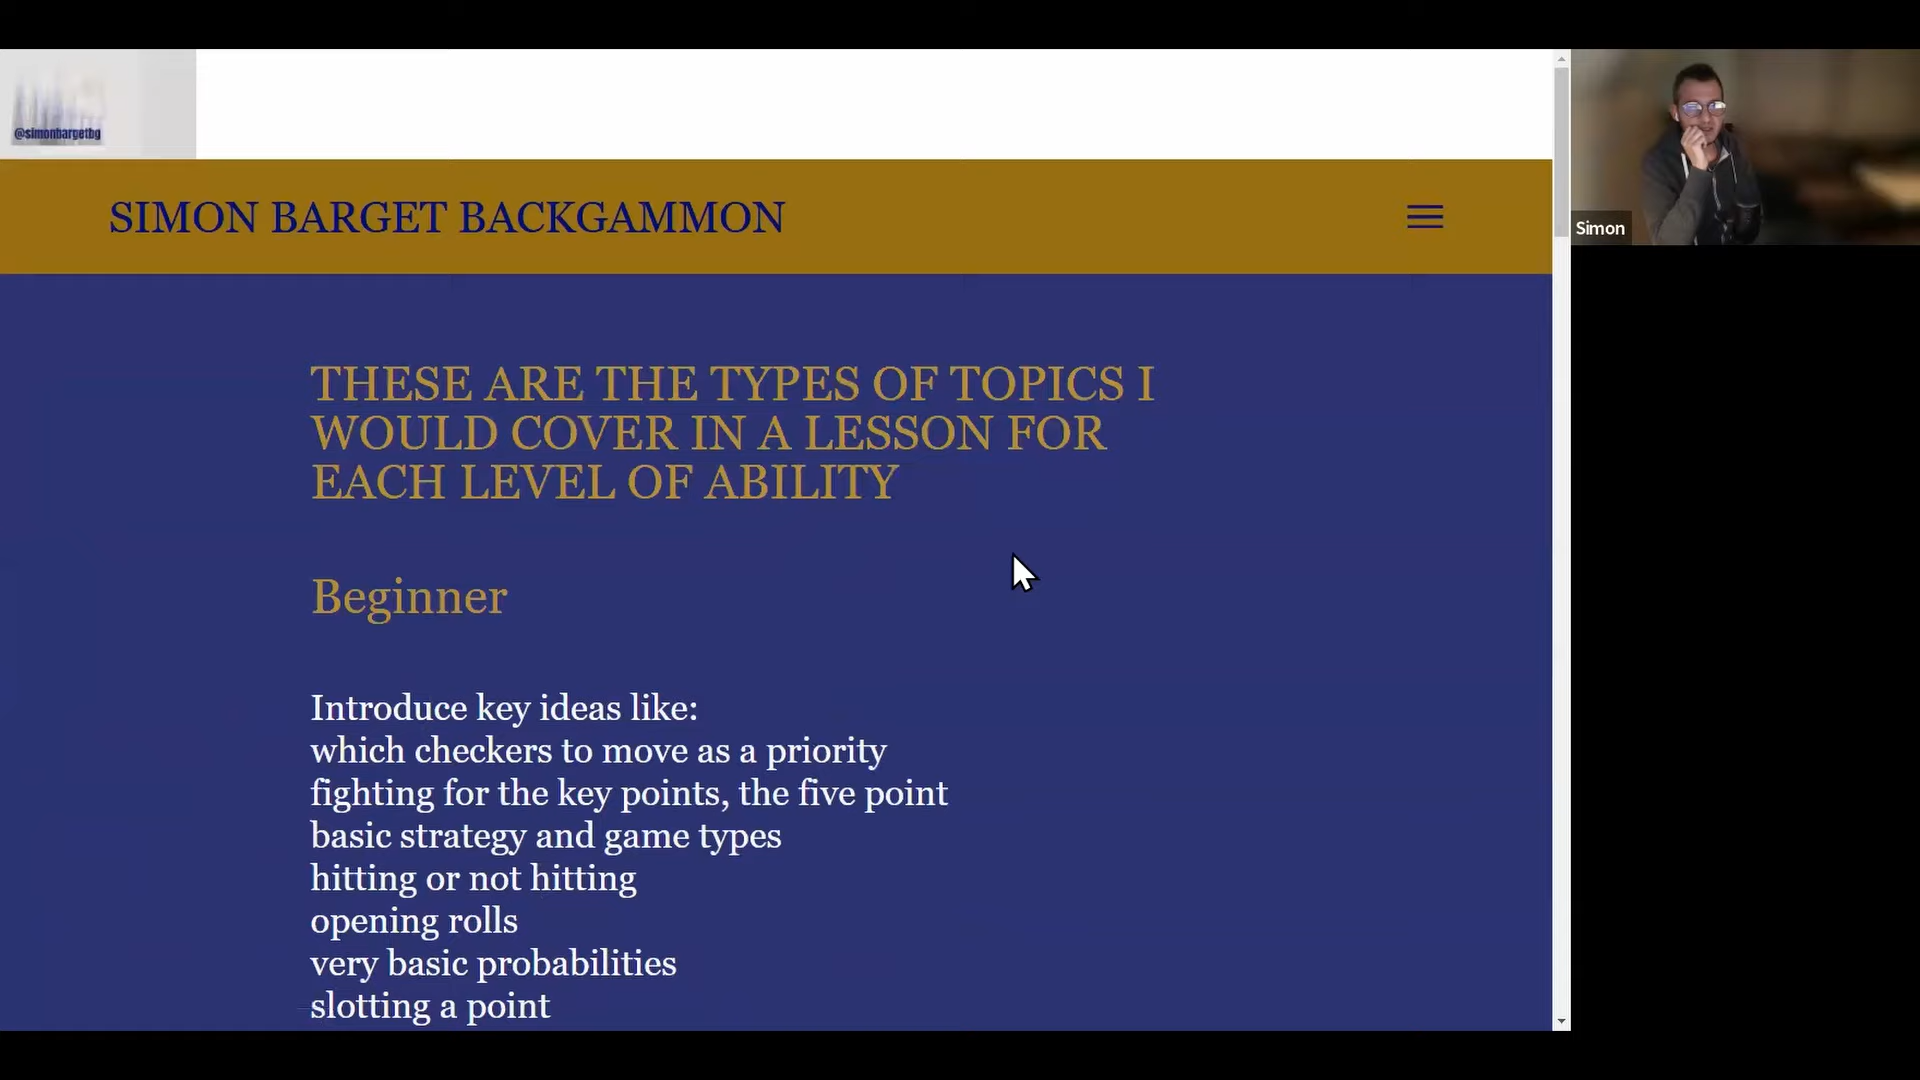 @simonbargetbg
SIMON BARGET BACKGAMMON
Simon
THESE ARE THE TYPES OF TOPICS I
WOULD COVER IN A LESSON FOR
EACH LEVEL OF ABILITY
Beginner
Introduce key ideas like:
which checkers to move as a priority
fighting for the key points, the five point
basic strategy and game types
hitting or not hitting
opening rolls
very basic probabilities
slotting a point